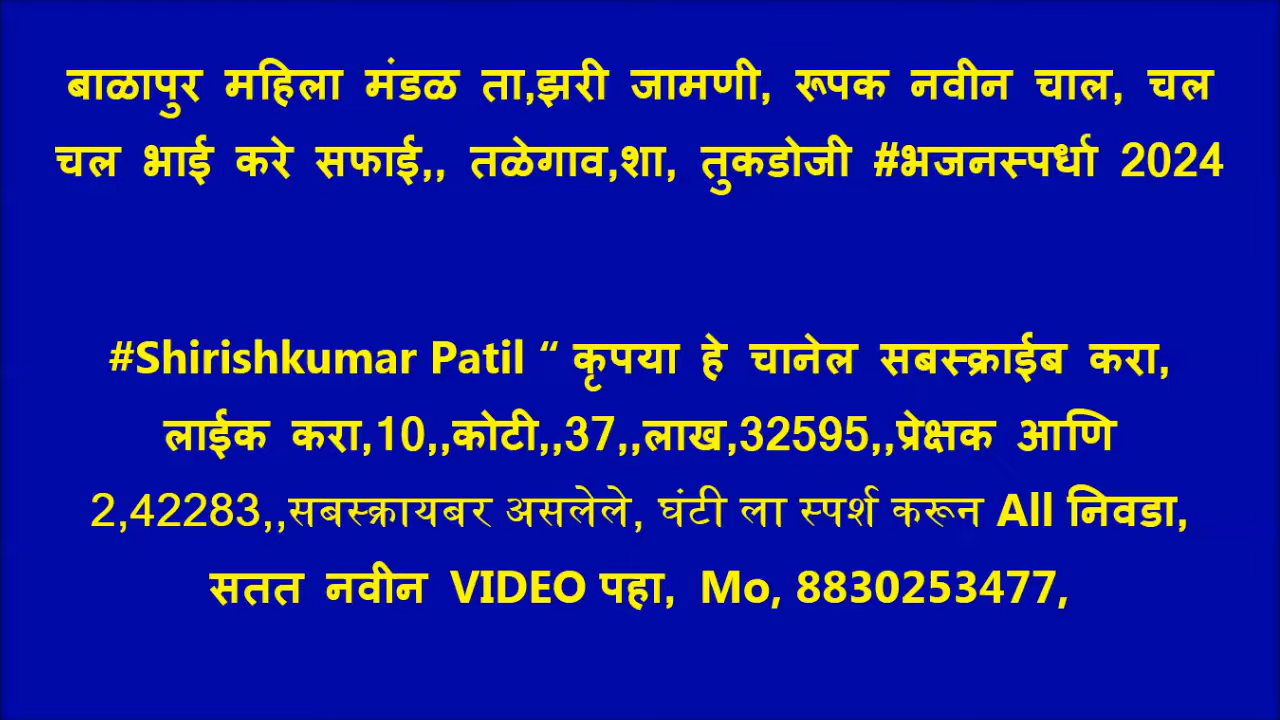 बाळापुर महिला मंडळ ता,झरी जामणी, रूपक नवीन चाल, चल
चल भाई करे सफाई,, तळेगाव,शा, तुकडोजी #भजनस्पर्धा 2024
#Shirishkumar Patil “ कृपया हे चानेल सबस्क्राईब करा,
लाईक करा,10,,कोटी,,37,,लाख,32595,,प्रेक्षक आणि
2,42283,,सबस्क्रायबर असलेले, घंटी ला स्पर्श करून All निवडा,
सतत नवीन VIDEO पहा, Mo, 8830253477,